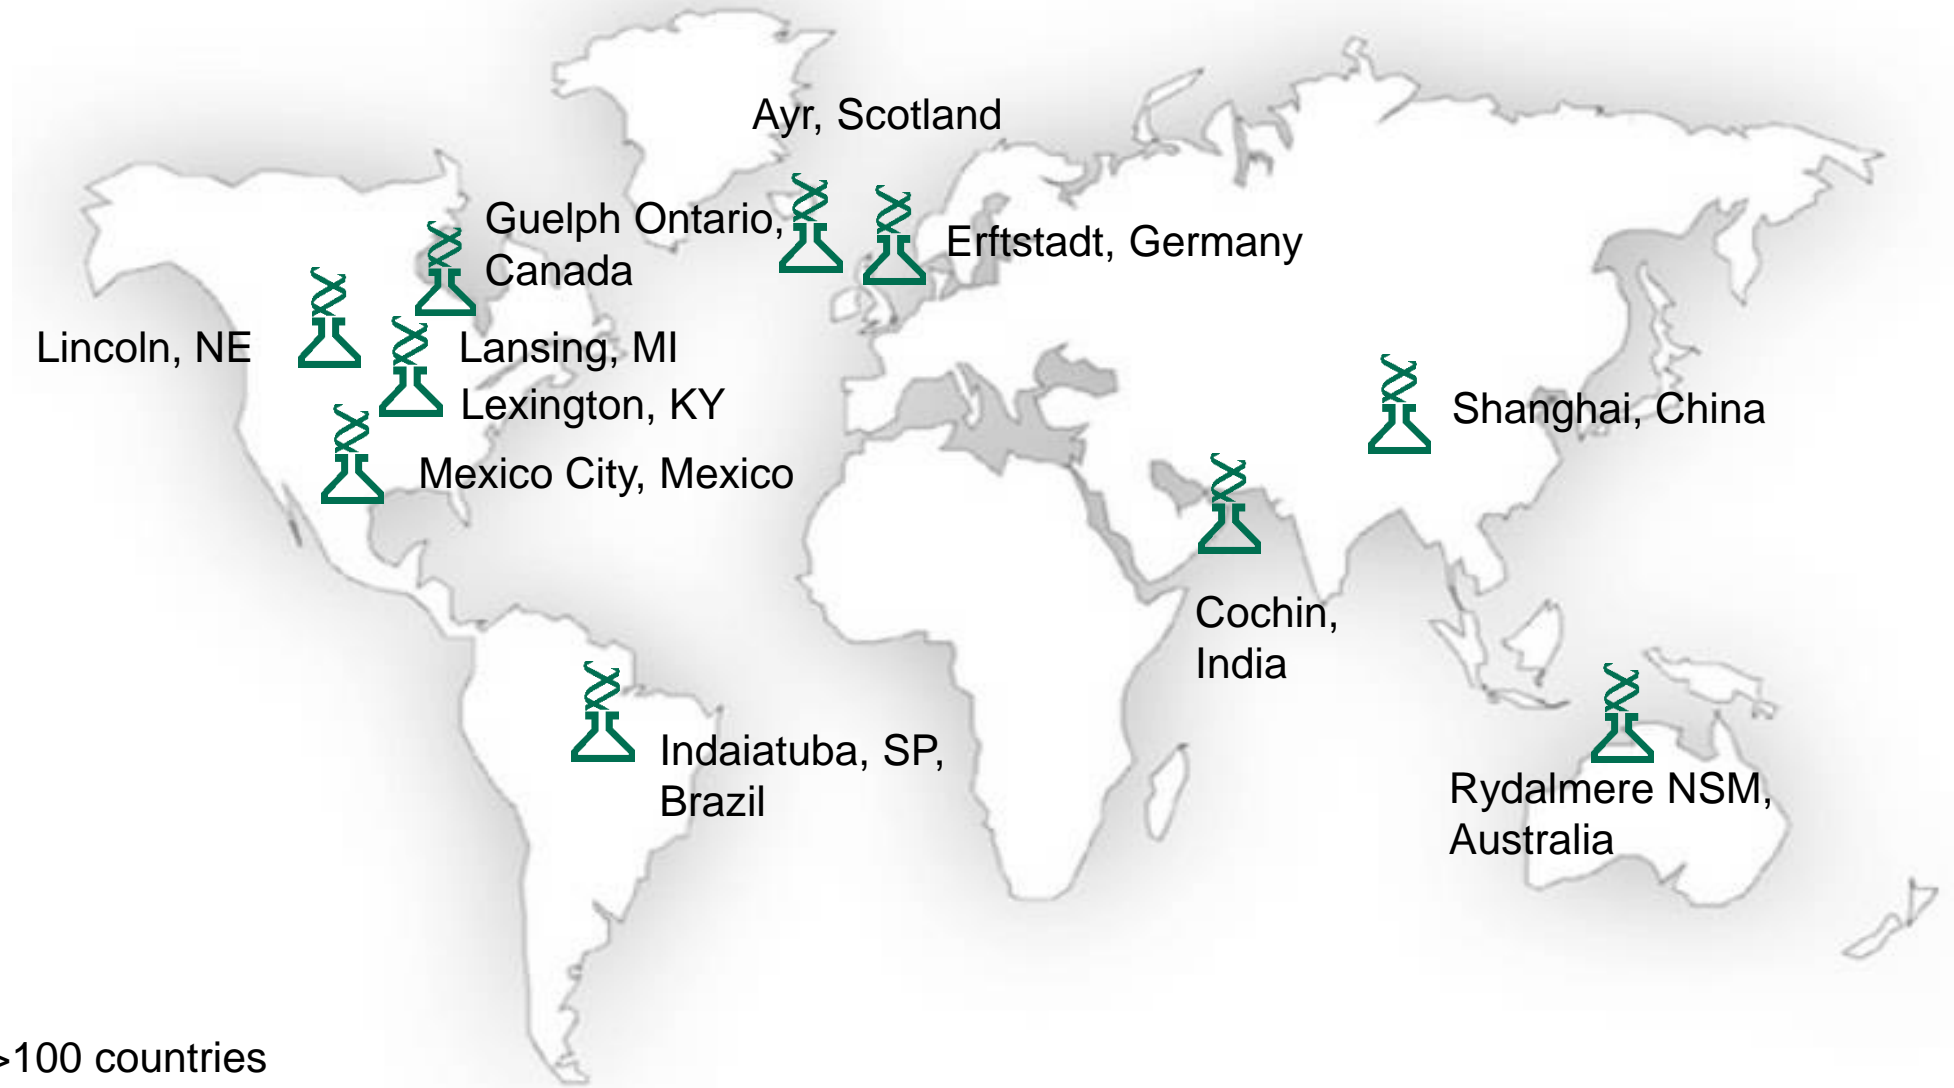 Ayr, Scotland
Guelph Ontario,
Canada
Erftstadt, Germany
Lincoln, NE
Lansing, MI
Lexington, KY
Shanghai, China
Mexico City, Mexico
Cochin,
India
Indaiatuba, SP,
Brazil
Rydalmere NSM,
Australia
>100 countries